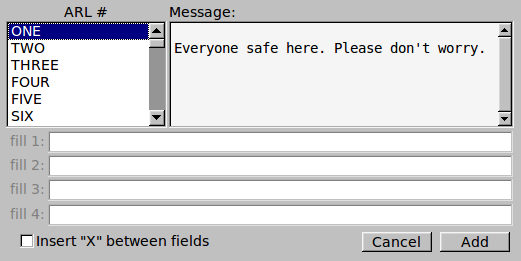 ARL # Message:
ONE
TWO
THREE
FOUR
FIVE
SIX
Everyone safe here. Please don't worry.
fill 1:
fill 2:
fill 3:
fill 4:
Insert "X" between fields Cancel Add